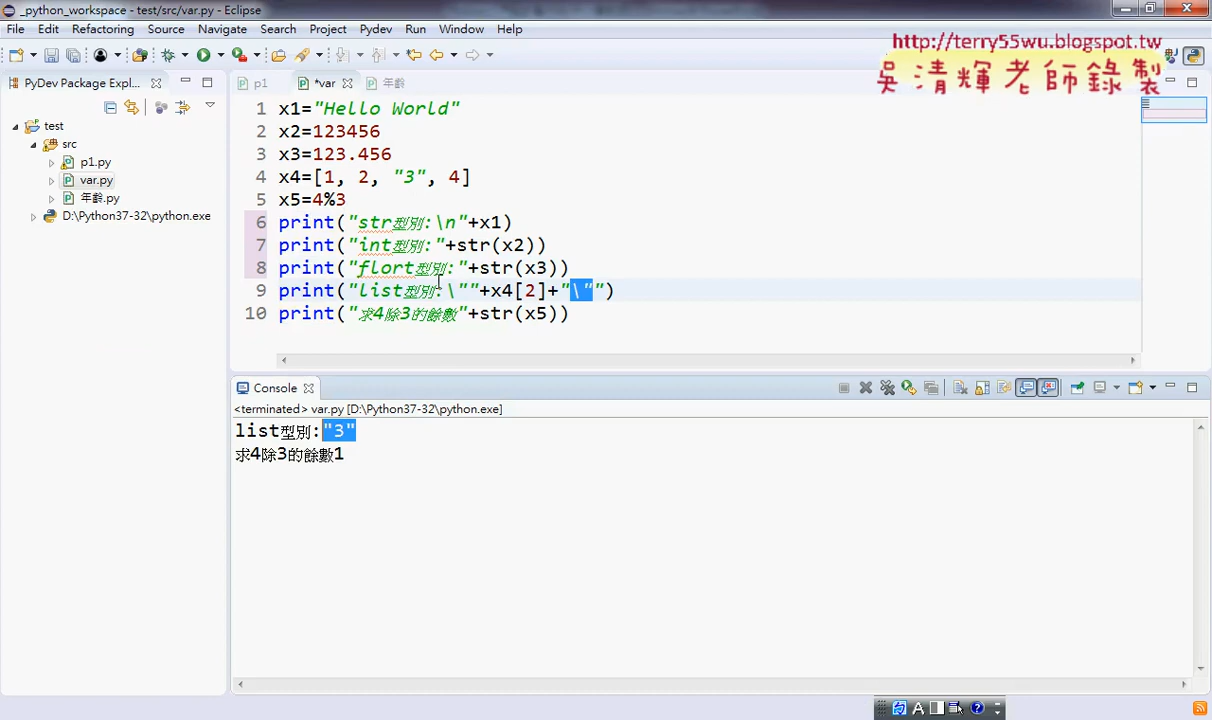 _python_workspace - test/src/var.py - Eclipse
File Edit Refactoring Source Navigate Search Project Pydev Run Window Help
http://terry55wu.blogspot.tw
吳清輝老師錄製
PyDev Package Expl...
p1 *var 年齡
test
src
p1.py
var.py
年齡.py
D:\Python37-32\python.exe
1 x1="Hello World"
2 x2=123456
3 x3=123.456
4 x4=[1, 2, "3", 4]
5 x5=4%3
6 print("str型別:\n"+x1)
7 print("int型別:"+str(x2))
8 print("flort型別:"+str(x3))
9 print("list型別:\""+x4[2]+"\"")
10 print("求4除3的餘數"+str(x5))
Console
<terminated> var.py [D:\Python37-32\python.exe]
list型別:"3"
求4除3的餘數1